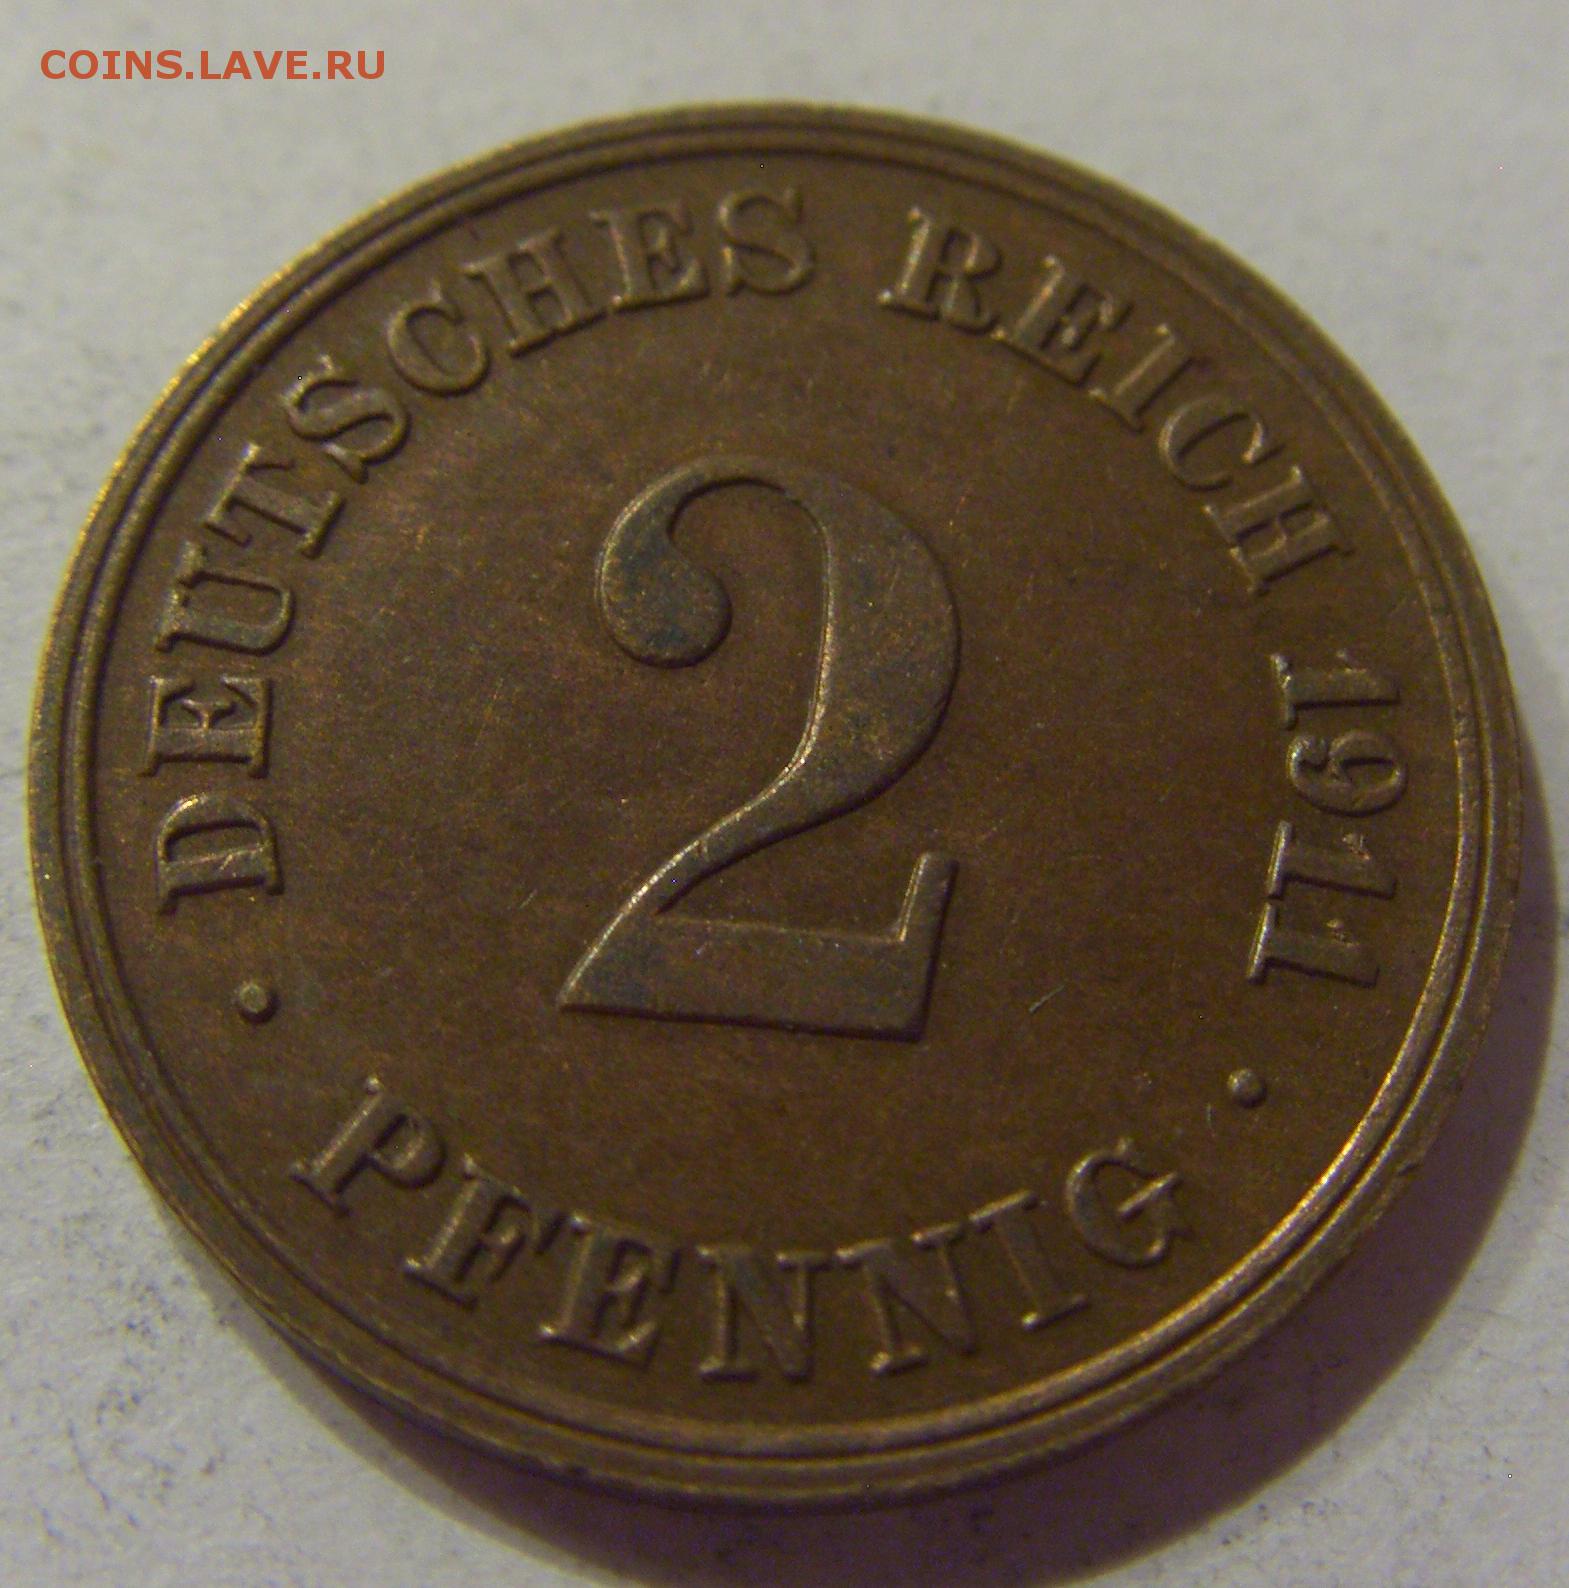 COINS.LAVE.RU
DEUTSCHES REICH 1911
2
• PFENNIG •